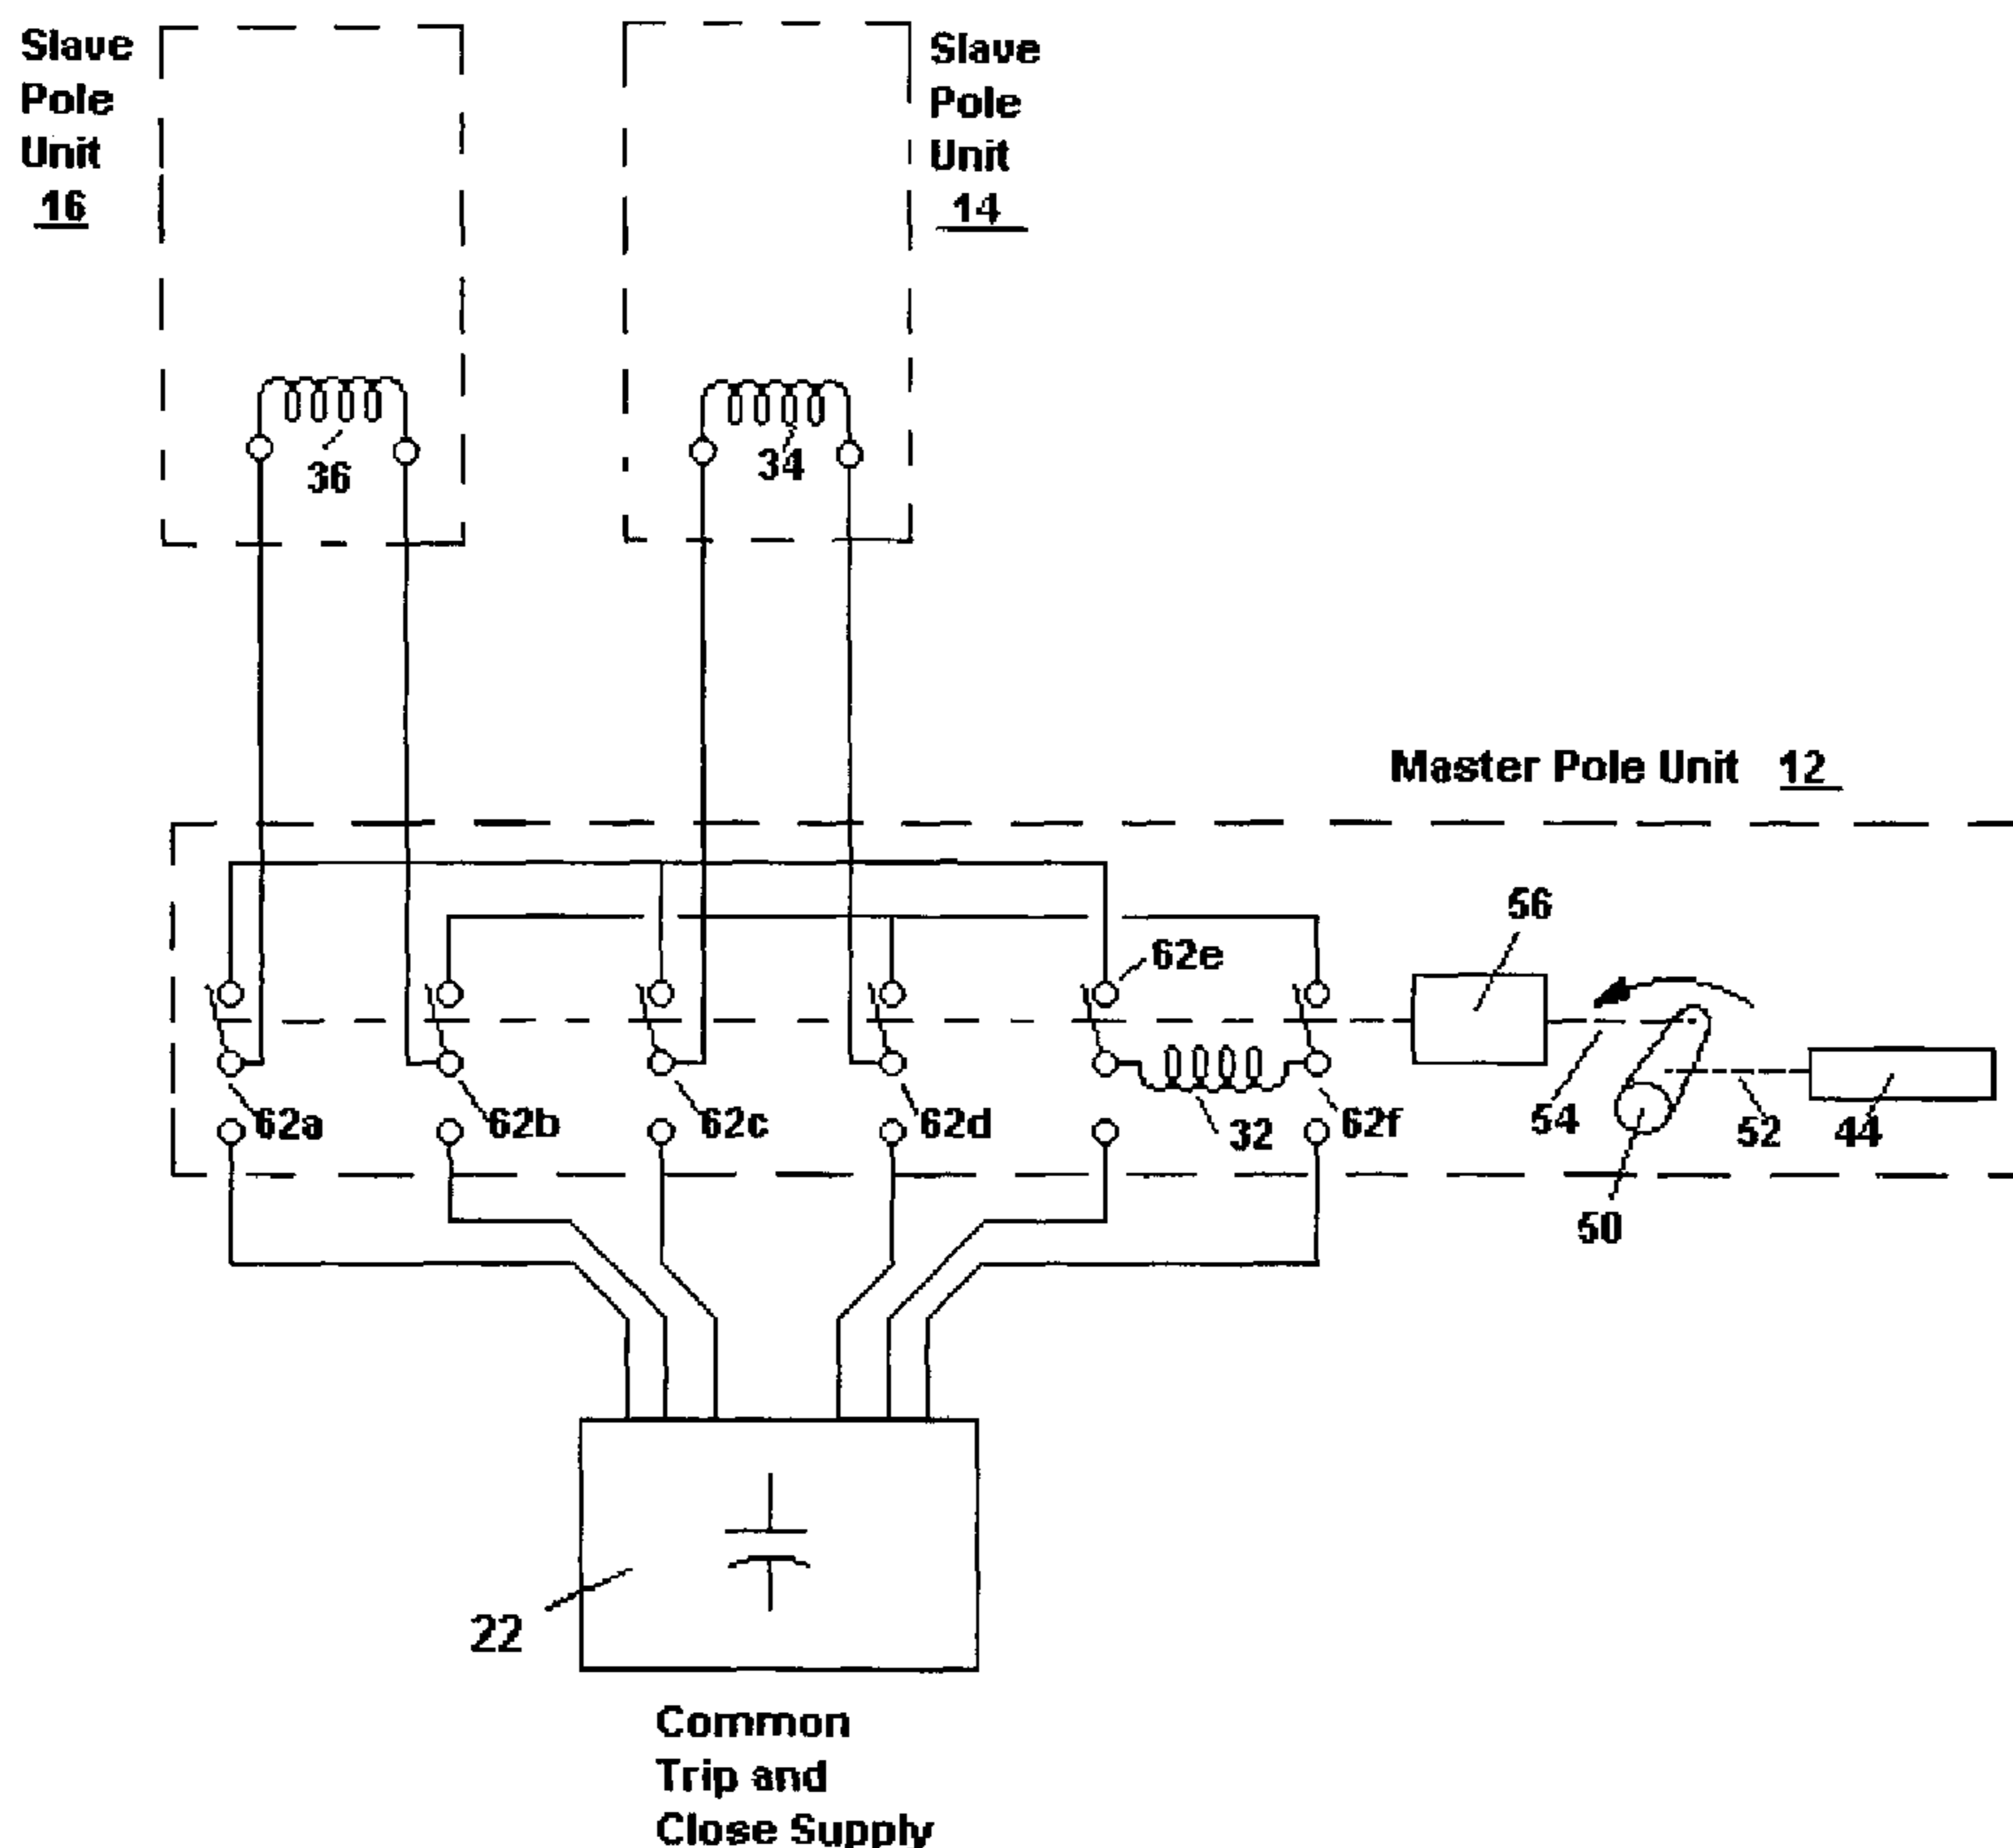 Slave
Pole
Unit
16
Slave
Pole
Unit
14
36
34
Master Pole Unit 12
56
62e
62a
62b
62c
62d
32
62f
54
52
44
50
22
Common
Trip and
Close Supply